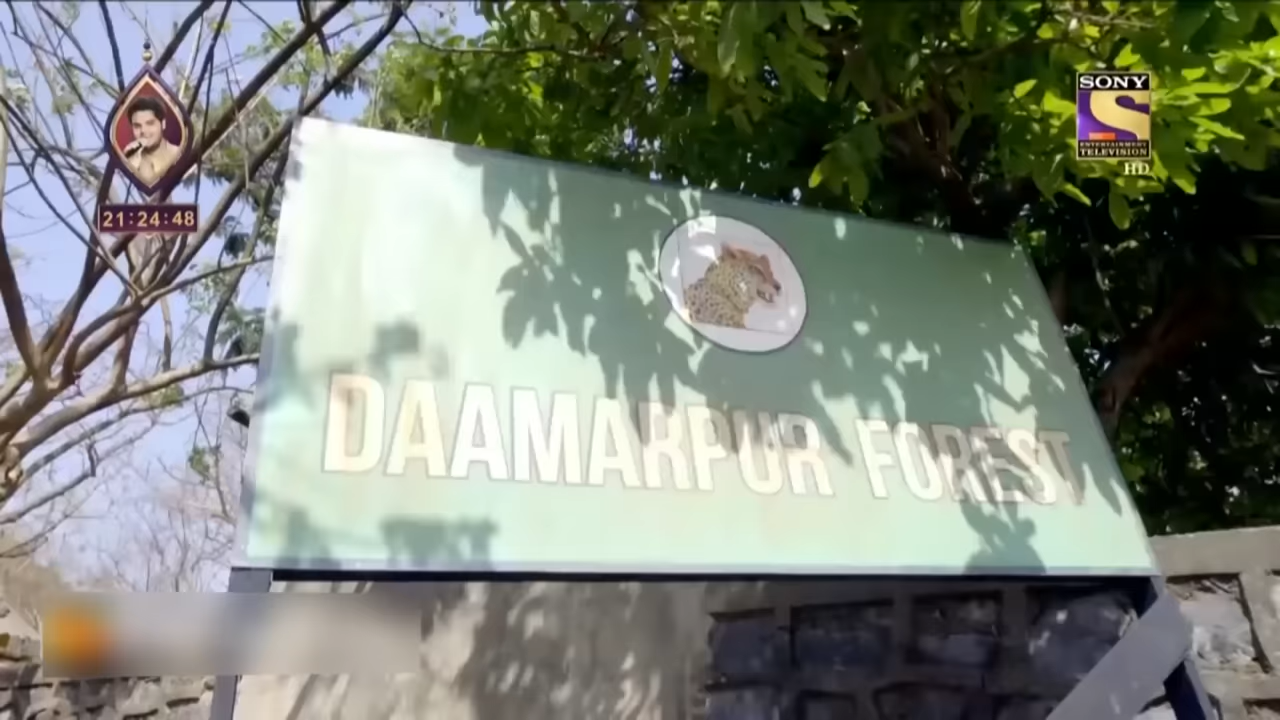 SONY
ENTERTAINMENT
TELEVISION
HD
21:24:48
DAAMARPUR FOREST